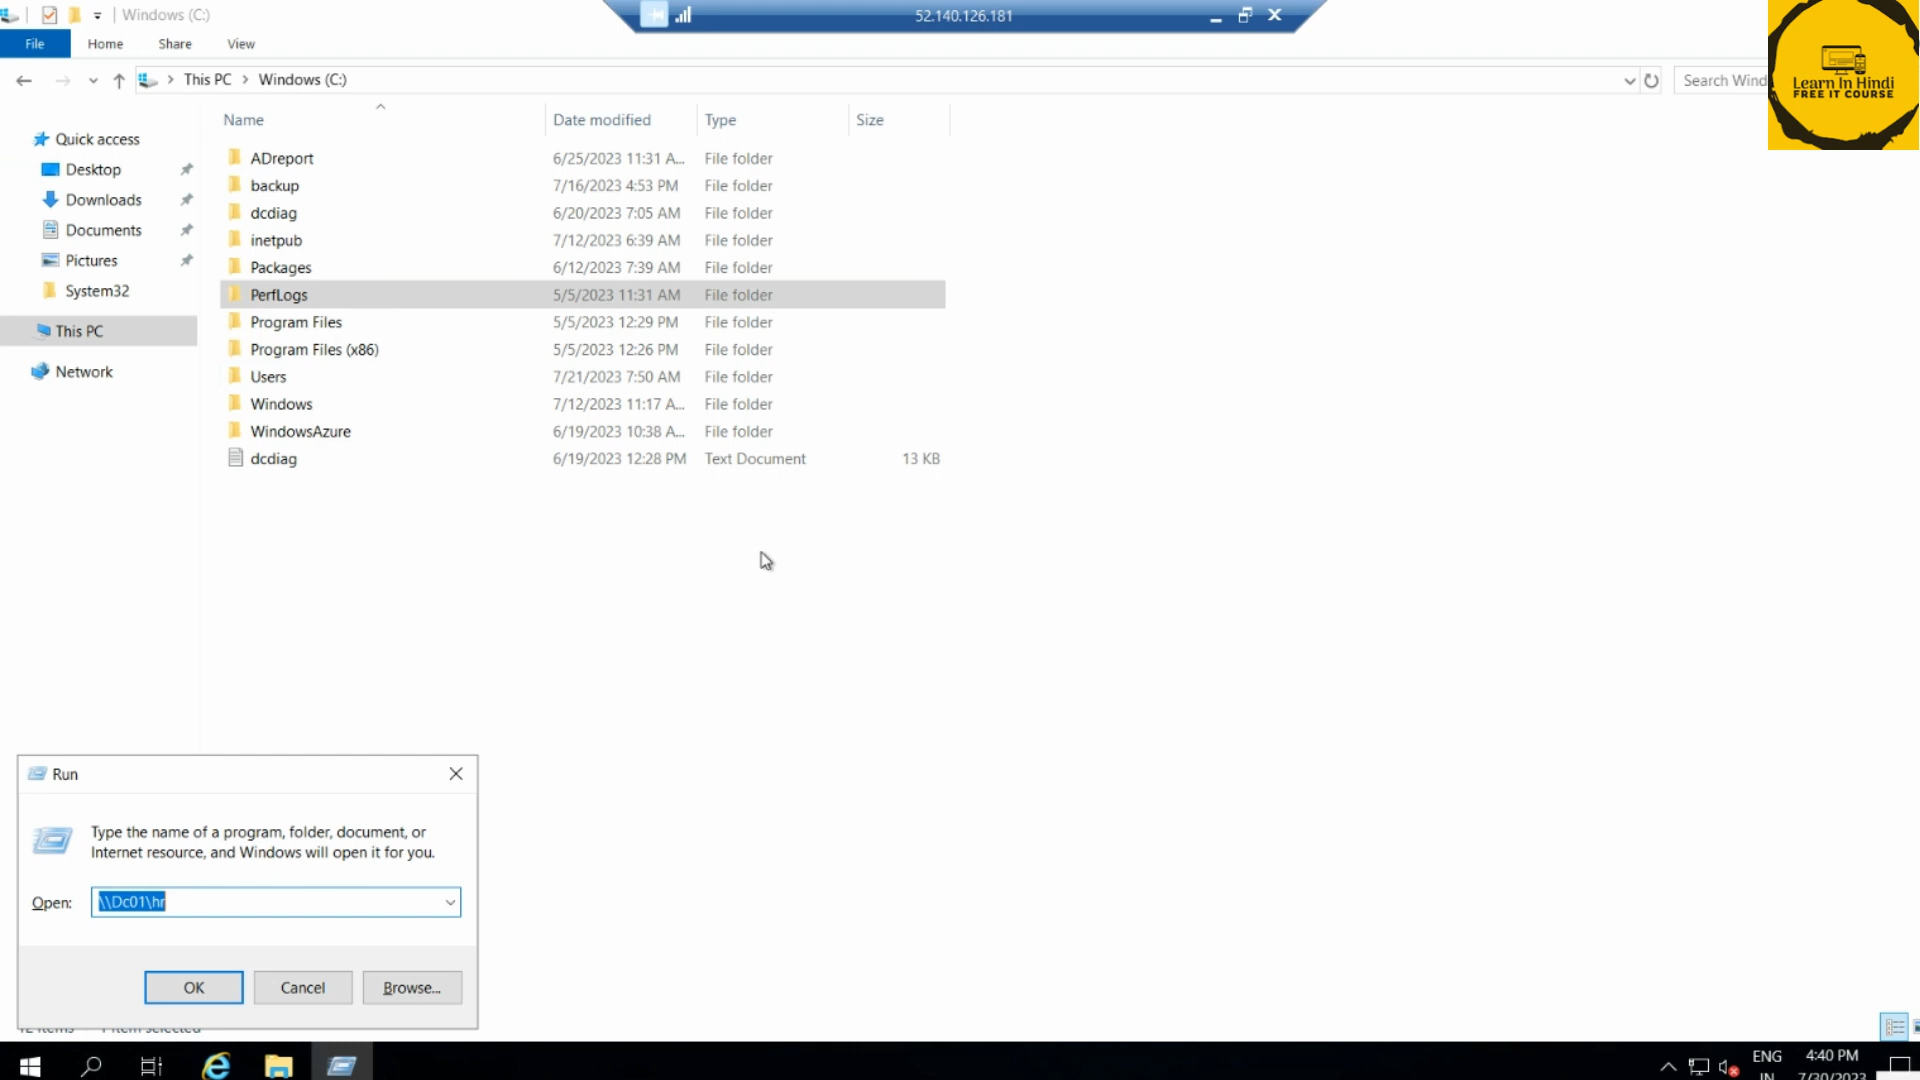 Windows (C:)
52.140.126.181
File Home Share View
This PC > Windows (C:)
Search Wind
Learn In Hindi
FREE IT COURSE
Name Date modified Type Size
Quick access
Desktop
Downloads
Documents
Pictures
System32
This PC
Network
ADreport 6/25/2023 11:31 A... File folder
backup 7/16/2023 4:53 PM File folder
dcdiag 6/20/2023 7:05 AM File folder
inetpub 7/12/2023 6:39 AM File folder
Packages 6/12/2023 7:39 AM File folder
PerfLogs 5/5/2023 11:31 AM File folder
Program Files 5/5/2023 12:29 PM File folder
Program Files (x86) 5/5/2023 12:26 PM File folder
Users 7/21/2023 7:50 AM File folder
Windows 7/12/2023 11:17 A... File folder
WindowsAzure 6/19/2023 10:38 A... File folder
dcdiag 6/19/2023 12:28 PM Text Document 13 KB
Run
Type the name of a program, folder, document, or
Internet resource, and Windows will open it for you.
Open: \\Dc01\hr
OK Cancel Browse...
12 items 1 item selected
ENG 4:40 PM
IN 7/30/2023